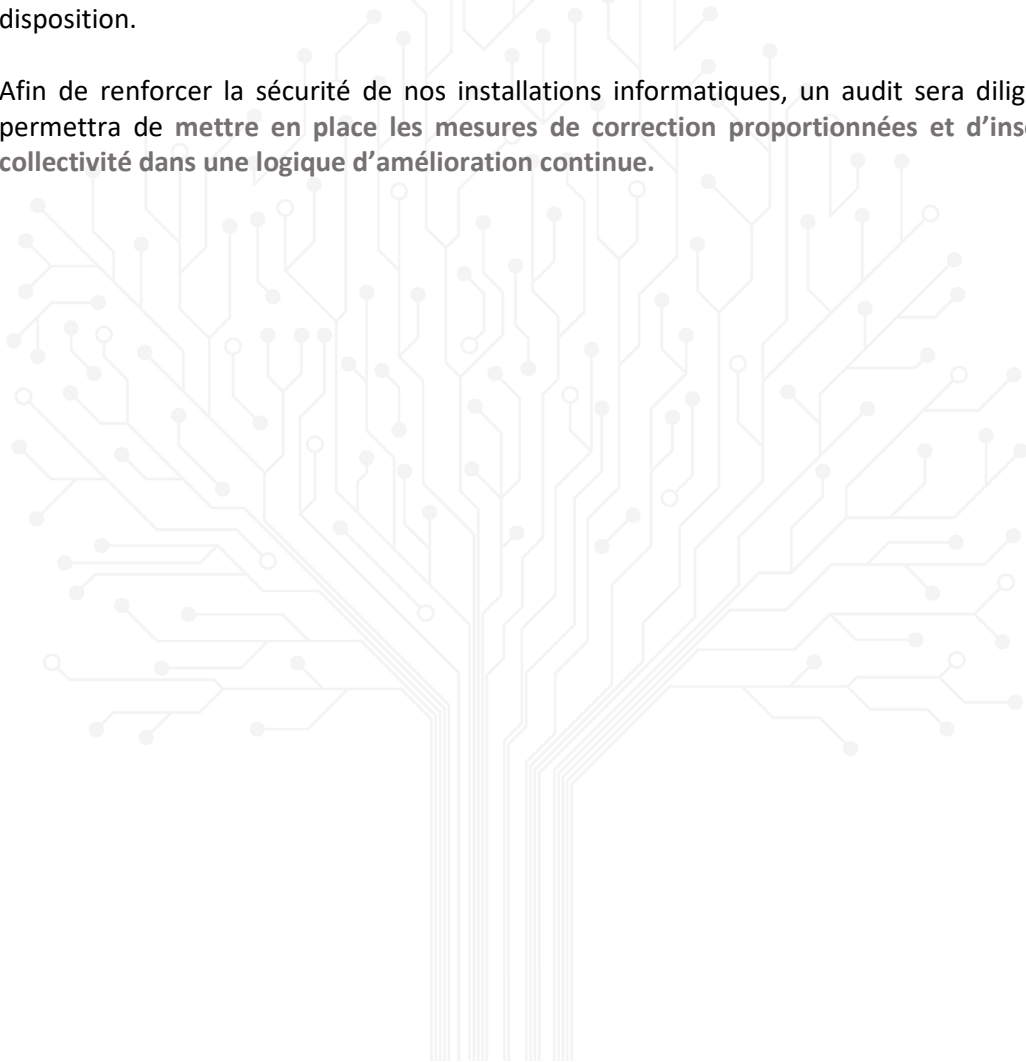 disposition.
Afin de renforcer la sécurité de nos installations informatiques, un audit sera dilig
permettra de mettre en place les mesures de correction proportionnées et d’insé
collectivité dans une logique d’amélioration continue.